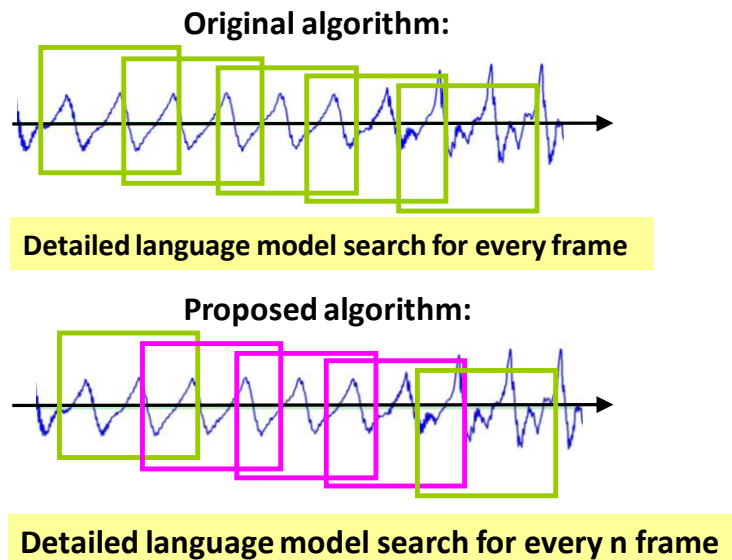 Original algorithm:
Detailed language model search for every frame
Proposed algorithm:
Detailed language model search for every n frame